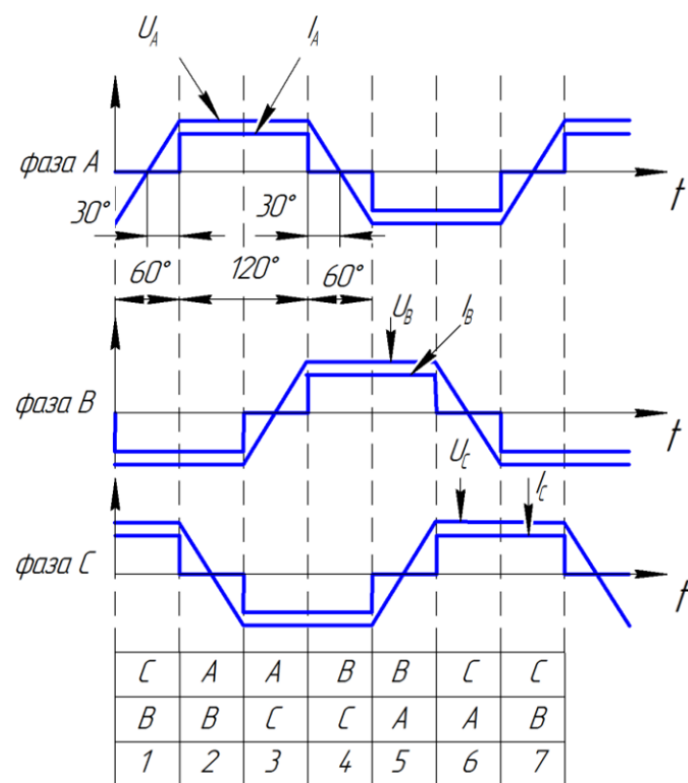 U_A I_A
фаза A t
30° 30°
60° 120° 60°
U_B I_B
фаза B t
U_C I_C
фаза C t
C A A B B C C
B B C C A A B
1 2 3 4 5 6 7